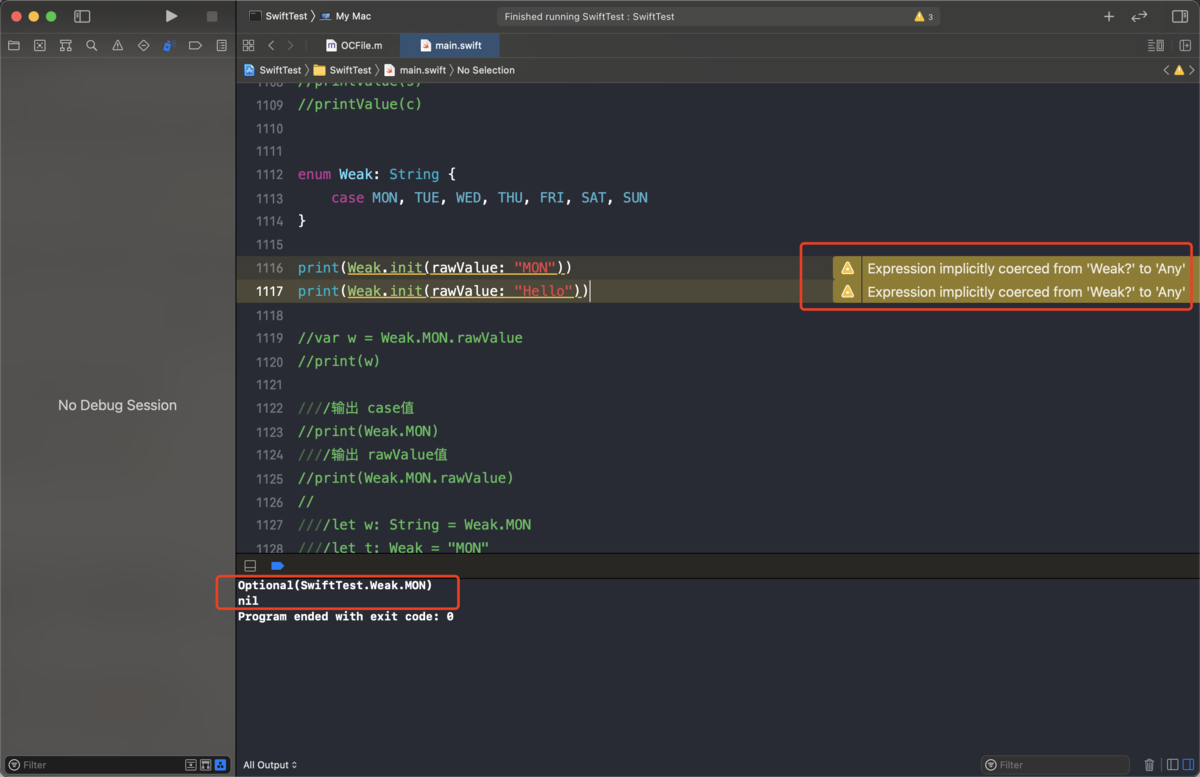 SwiftTest My Mac
Finished running SwiftTest : SwiftTest
3
OCFile.m
main.swift
SwiftTest SwiftTest main.swift No Selection
1109 //printValue(c)
1110
1111
1112 enum Weak: String {
1113 case MON, TUE, WED, THU, FRI, SAT, SUN
1114 }
1115
1116 print(Weak.init(rawValue: "MON"))
Expression implicitly coerced from 'Weak?' to 'Any'
1117 print(Weak.init(rawValue: "Hello"))
Expression implicitly coerced from 'Weak?' to 'Any'
1118
1119 //var w = Weak.MON.rawValue
1120 //print(w)
1121
1122 ////输出 case值
1123 //print(Weak.MON)
1124 ////输出 rawValue值
1125 //print(Weak.MON.rawValue)
1126 //
1127 ////let w: String = Weak.MON
1128 ////let t: Weak = "MON"
No Debug Session
Optional(SwiftTest.Weak.MON)
nil
Program ended with exit code: 0
Filter
All Output
Filter